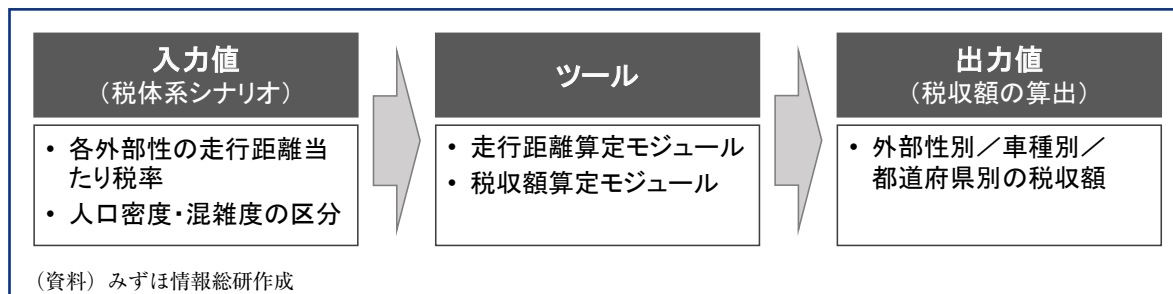 入力値
（税体系シナリオ）
• 各外部性の走行距離当
たり税率
• 人口密度・混雑度の区分
ツール
• 走行距離算定モジュール
• 税収額算定モジュール
出力値
（税収額の算出）
• 外部性別／車種別／
都道府県別の税収額
（資料）みずほ情報総研作成